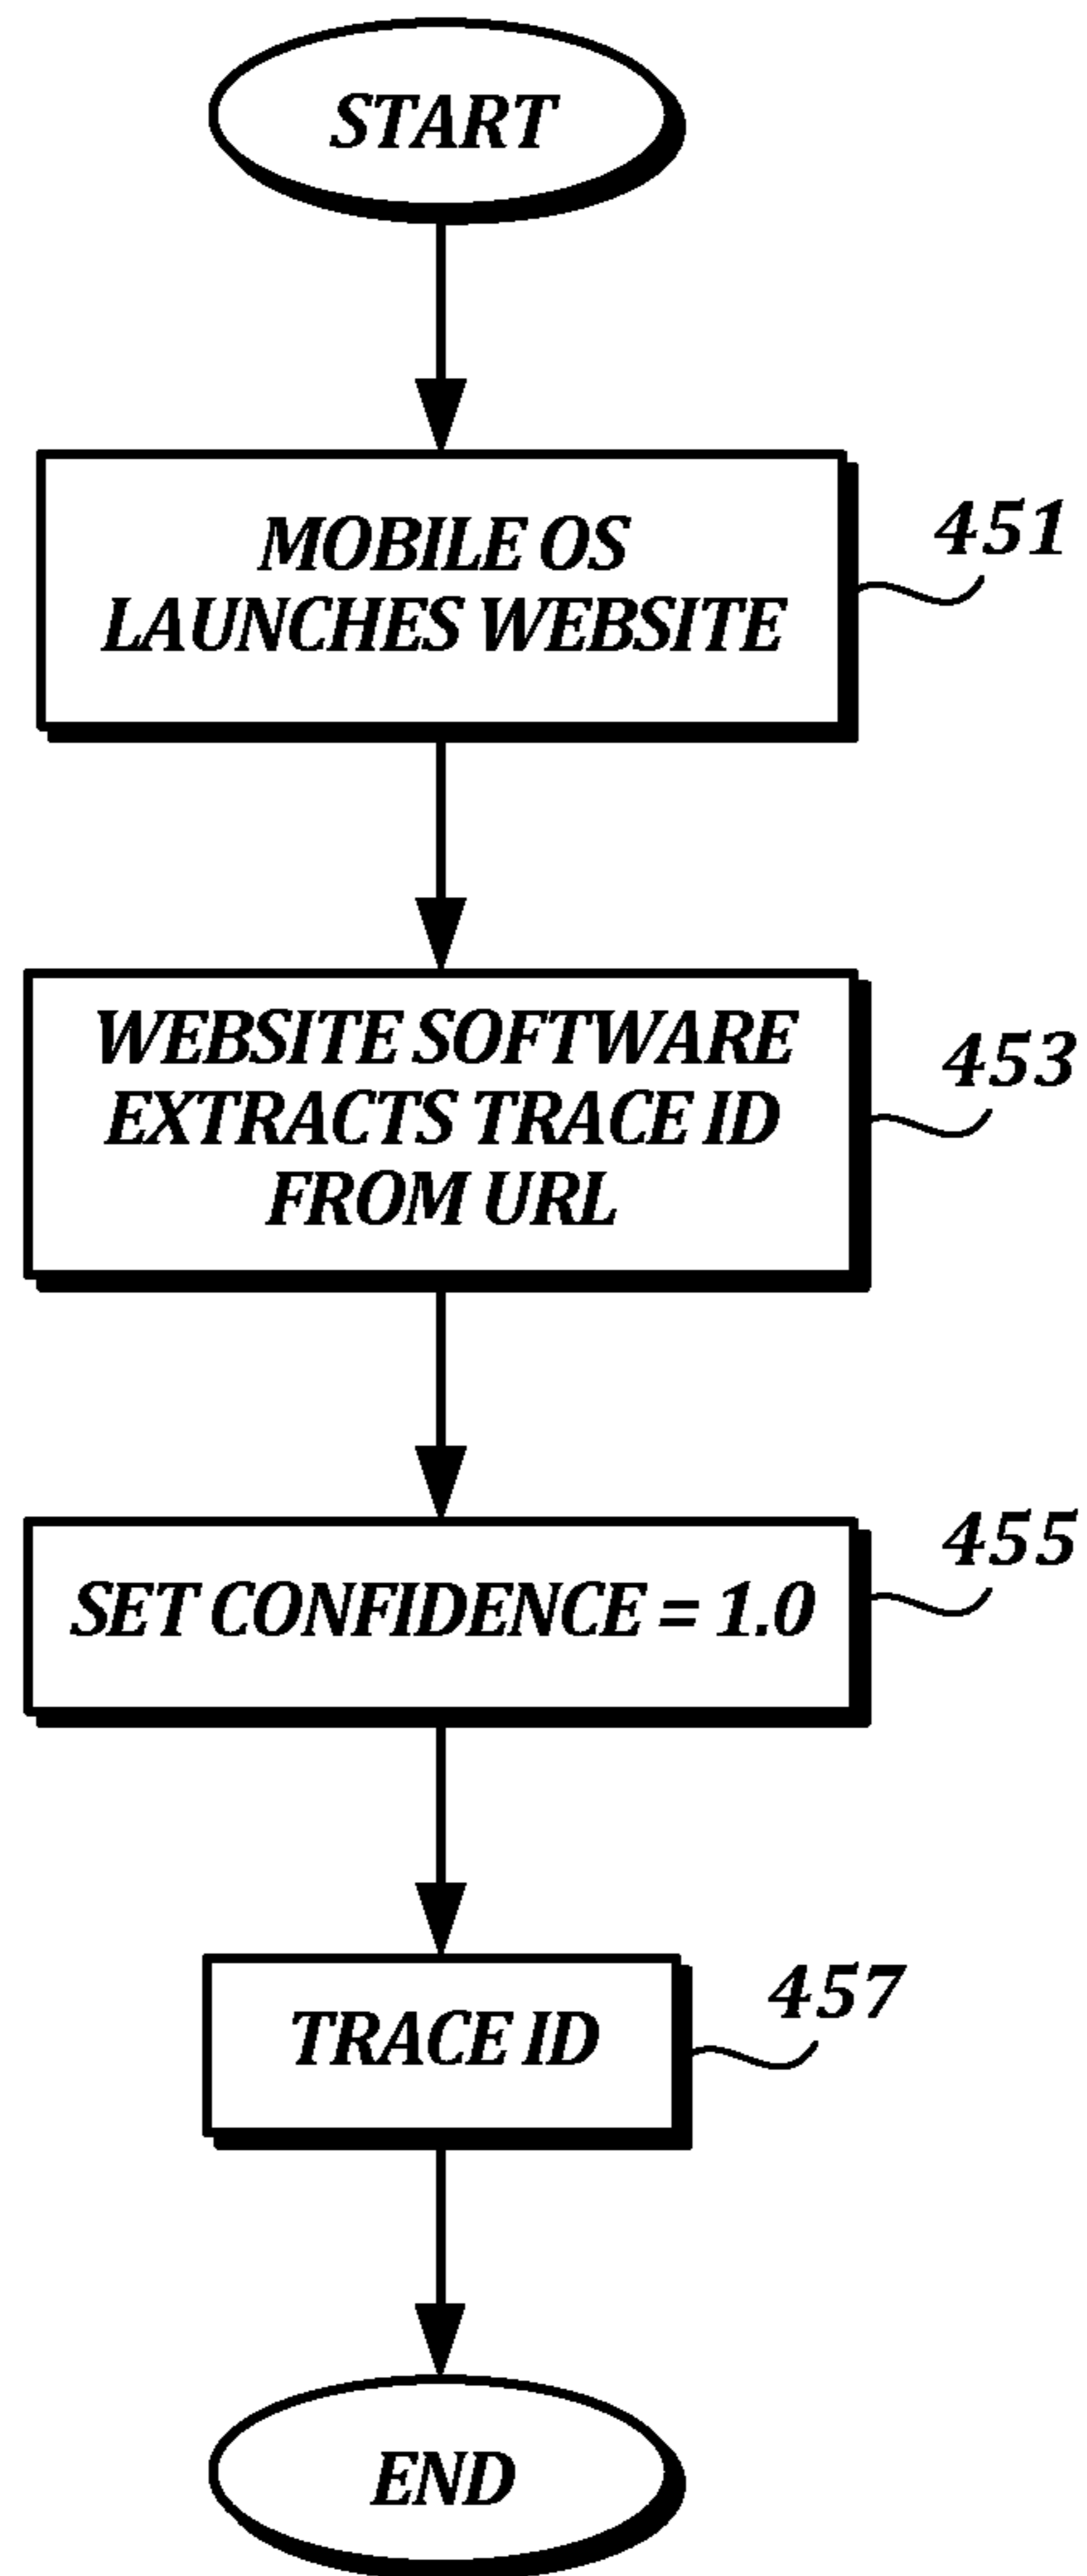 START
MOBILE OS
LAUNCHES WEBSITE
451
WEBSITE SOFTWARE
EXTRACTS TRACE ID
FROM URL
453
SET CONFIDENCE = 1.0
455
TRACE ID
457
END